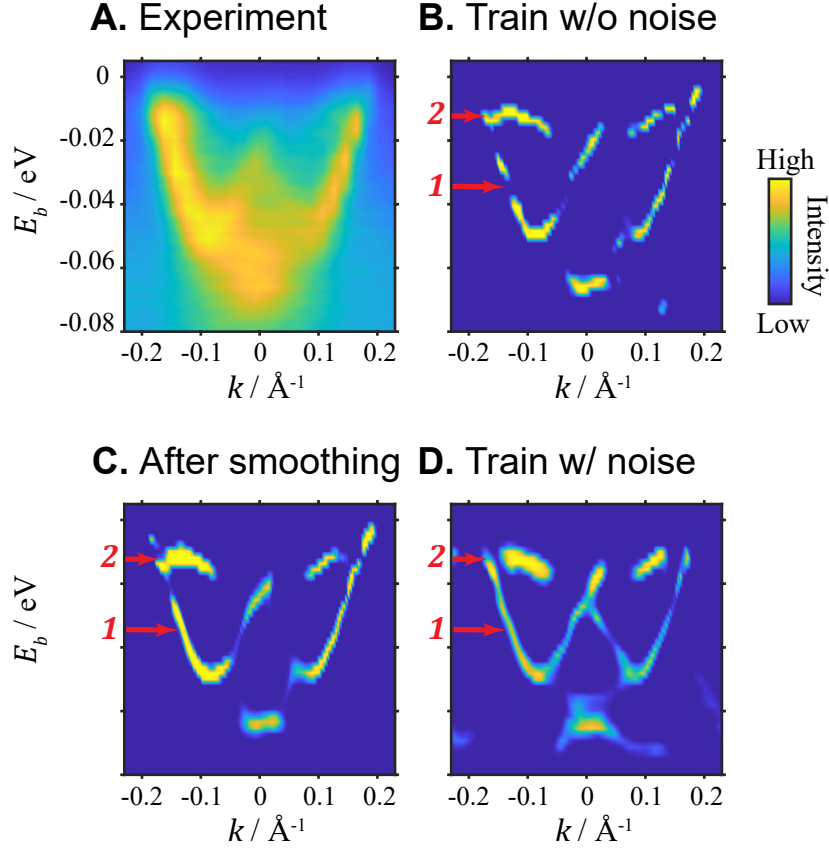 A. Experiment
B. Train w/o noise
0
-0.02
-0.04
-0.06
-0.08
E_b / eV
-0.2 -0.1 0 0.1 0.2
k / Å⁻¹
2
1
-0.2 -0.1 0 0.1 0.2
k / Å⁻¹
High
Intensity
Low
C. After smoothing
D. Train w/ noise
E_b / eV
2
1
-0.2 -0.1 0 0.1 0.2
k / Å⁻¹
2
1
-0.2 -0.1 0 0.1 0.2
k / Å⁻¹